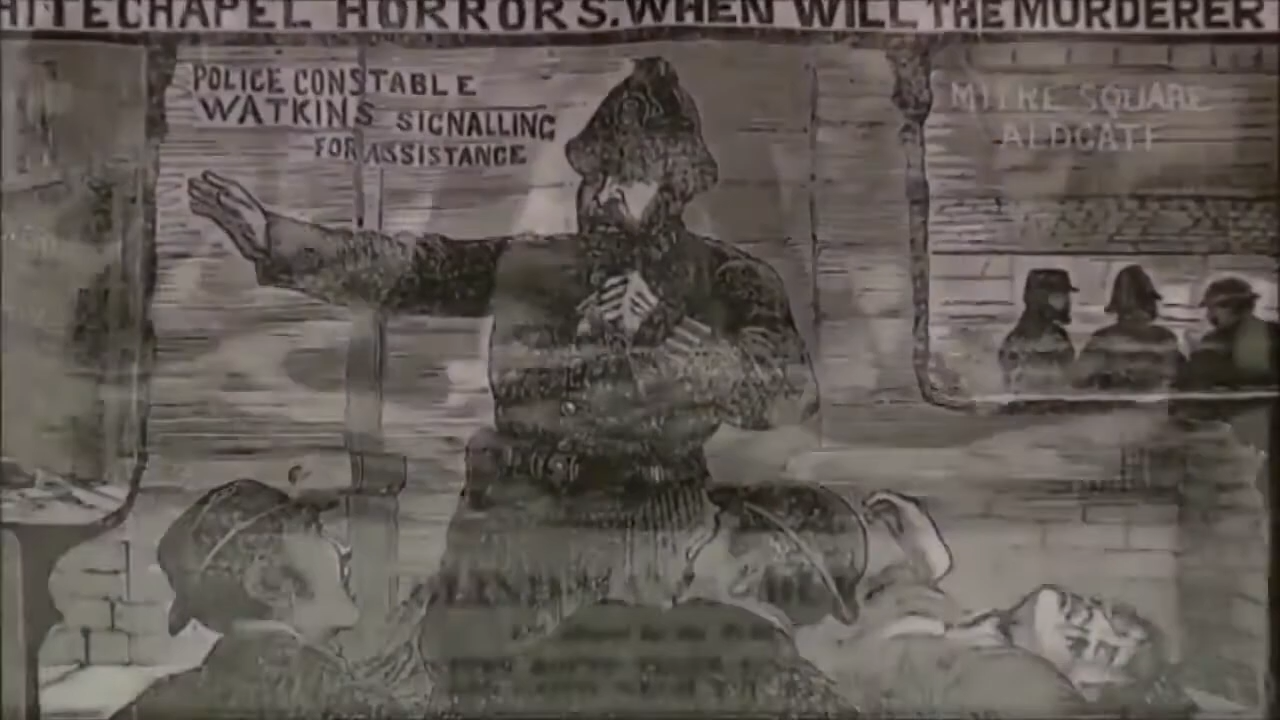 HITECHAPEL HORRORS. WHEN WILL THE MURDERER
POLICE CONSTABLE
WATKINS SIGNALLING
FOR ASSISTANCE
MITRE SQUARE
ALDGATE